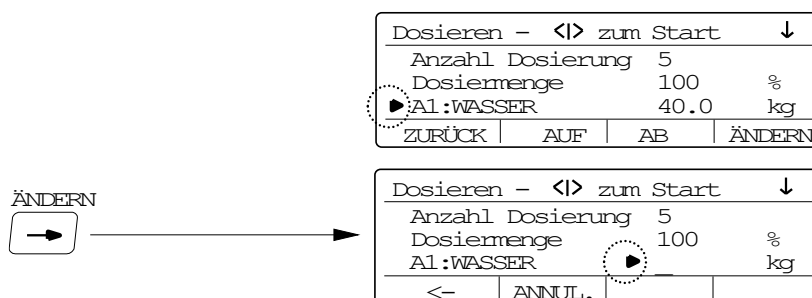 Dosieren - <|> zum Start ↓
Anzahl Dosierung 5
Dosiermenge 100 %
A1:WASSER 40.0 kg
ZURÜCK AUF AB ÄNDERN
ÄNDERN
Dosieren - <|> zum Start ↓
Anzahl Dosierung 5
Dosiermenge 100 %
A1:WASSER _ kg
<- ANNUL.